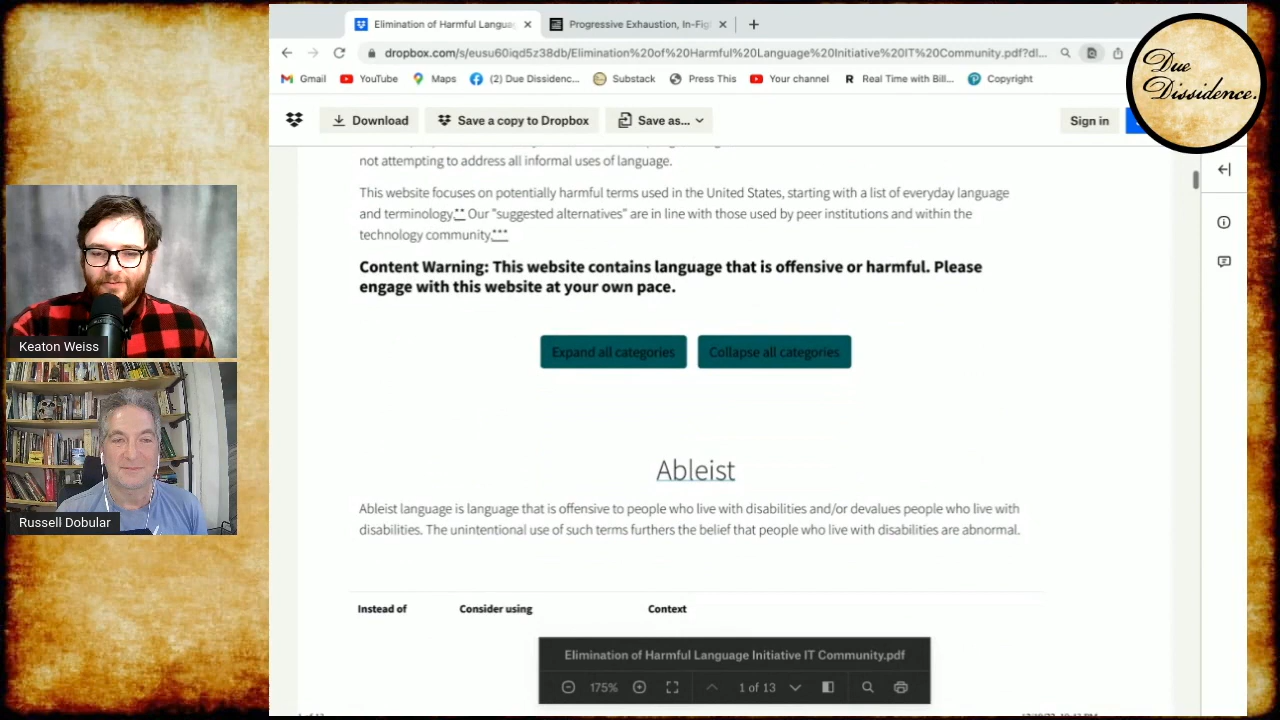 Elimination of Harmful Langua
Progressive Exhaustion, In-Fig
dropbox.com/s/eusu60iqd5z38db/Elimination%20of%20Harmful%20Language%20Initiative%20IT%20Community.pdf?dl...
Gmail YouTube Maps (2) Due Dissidenc... Substack Press This Your channel Real Time with Bill... Copyright
Due
Dissidence.
Download Save a copy to Dropbox Save as... Sign in
not attempting to address all informal uses of language.
This website focuses on potentially harmful terms used in the United States, starting with a list of everyday language
and terminology.** Our "suggested alternatives" are in line with those used by peer institutions and within the
technology community.***
Content Warning: This website contains language that is offensive or harmful. Please
engage with this website at your own pace.
Expand all categories Collapse all categories
Keaton Weiss
Ableist
Ableist language is language that is offensive to people who live with disabilities and/or devalues people who live with
disabilities. The unintentional use of such terms furthers the belief that people who live with disabilities are abnormal.
Russell Dobular
Instead of Consider using Context
Elimination of Harmful Language Initiative IT Community.pdf
175% 1 of 13